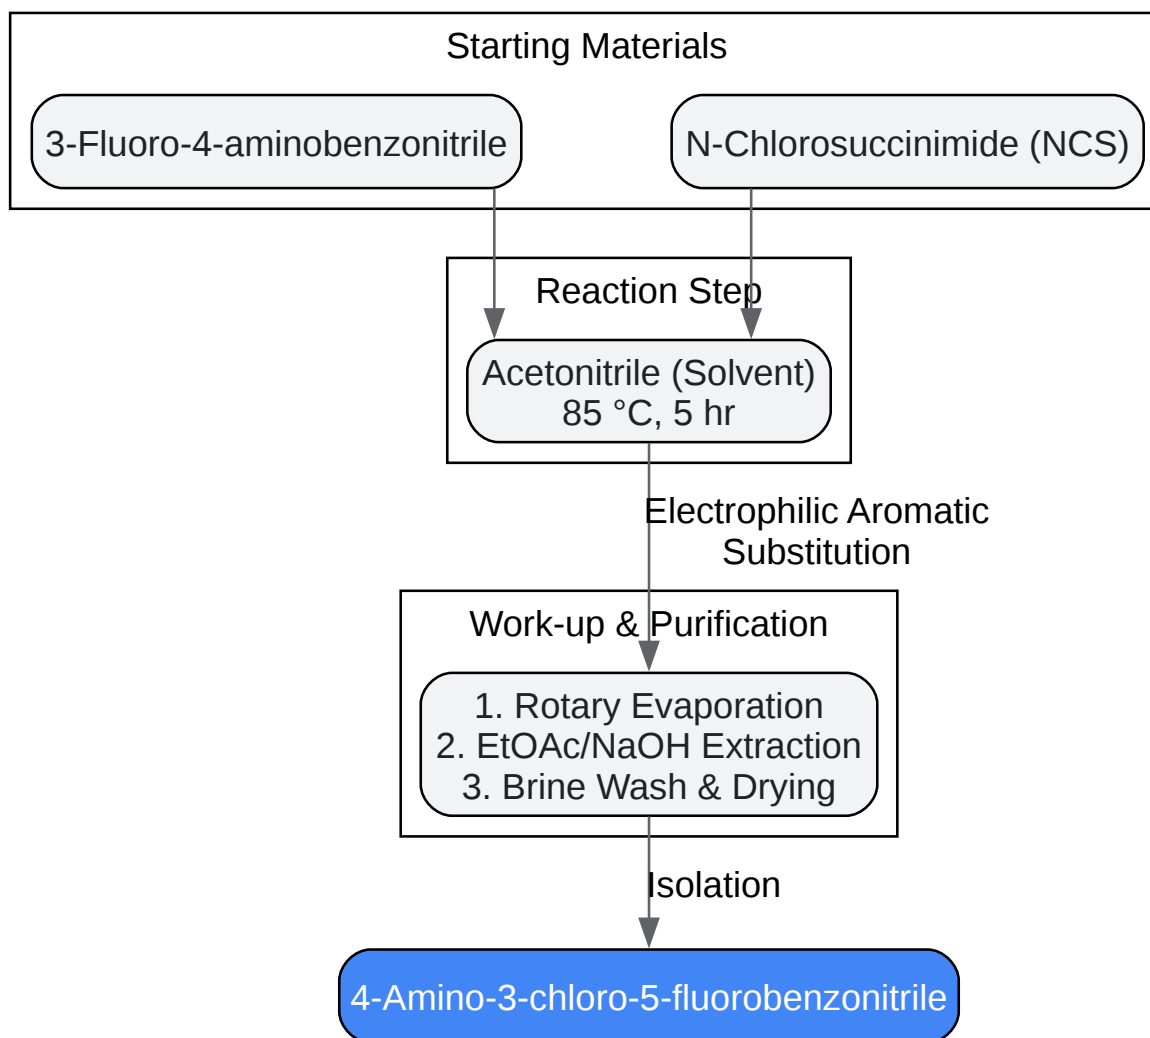 Starting Materials
3-Fluoro-4-aminobenzonitrile
N-Chlorosuccinimide (NCS)
Reaction Step
Acetonitrile (Solvent)
85 °C, 5 hr
Electrophilic Aromatic
Substitution
Work-up & Purification
1. Rotary Evaporation
2. EtOAc/NaOH Extraction
3. Brine Wash & Drying
Isolation
4-Amino-3-chloro-5-fluorobenzonitrile